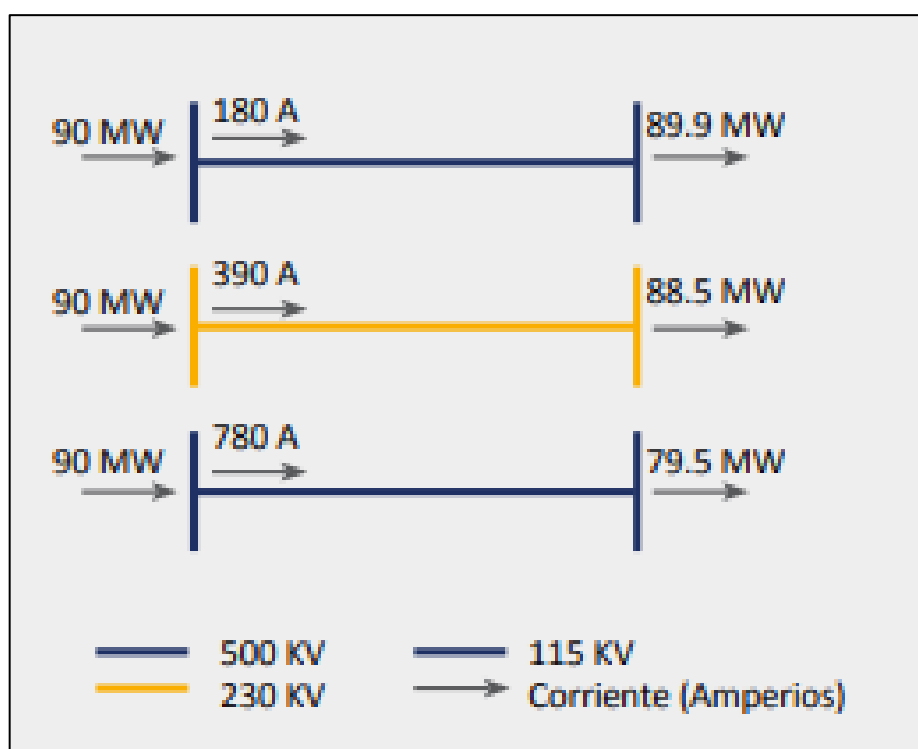 180 A
90 MW
89.9 MW
390 A
90 MW
88.5 MW
780 A
90 MW
79.5 MW
500 KV
115 KV
230 KV
Corriente (Amperios)